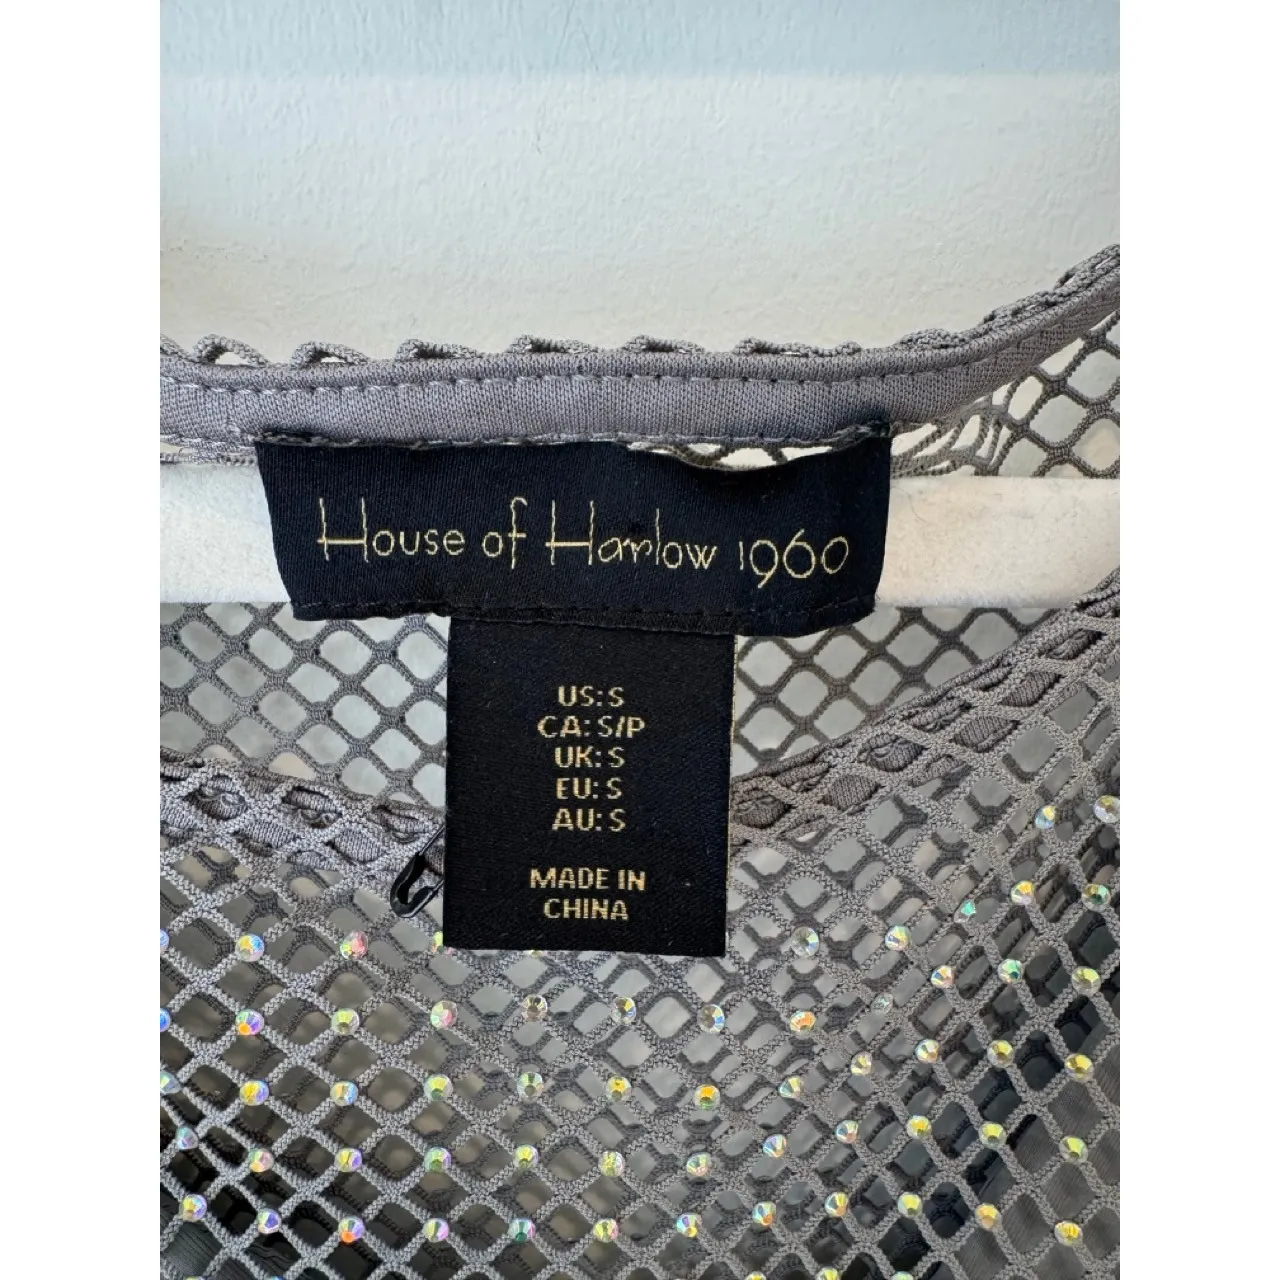 House of Harlow 1960
US: S
CA: S/P
UK: S
EU: S
AU: S
MADE IN
CHINA